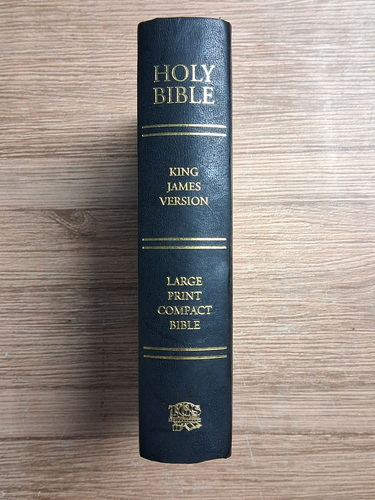 HOLY
BIBLE
KING
JAMES
VERSION
LARGE
PRINT
COMPACT
BIBLE